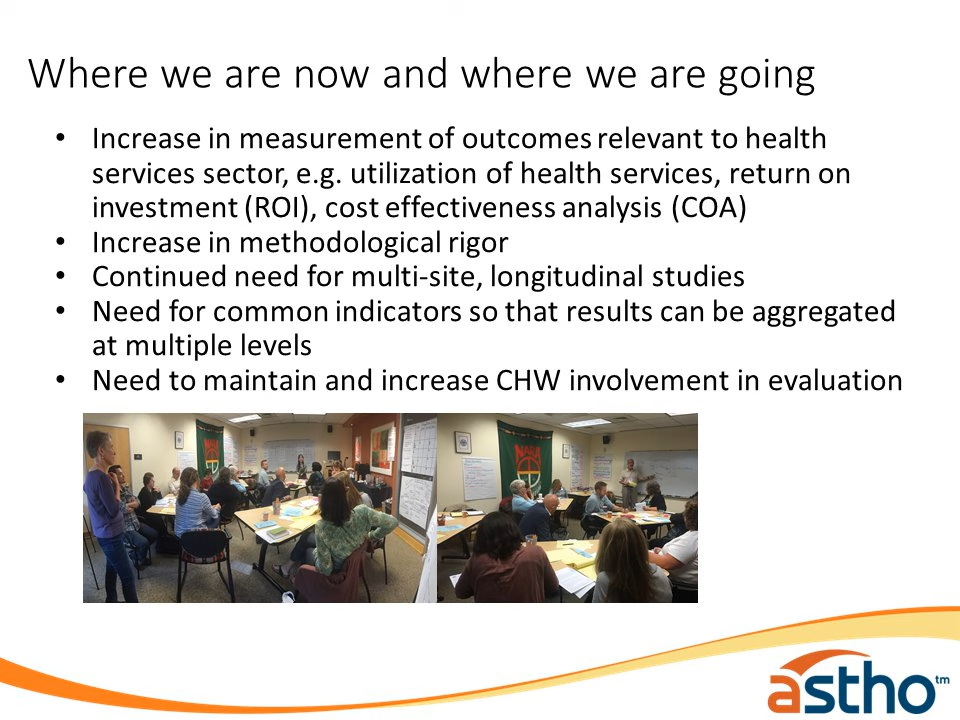 Where we are now and where we are going
• Increase in measurement of outcomes relevant to health
services sector, e.g. utilization of health services, return on
investment (ROI), cost effectiveness analysis (COA)
• Increase in methodological rigor
• Continued need for multi-site, longitudinal studies
• Need for common indicators so that results can be aggregated
at multiple levels
• Need to maintain and increase CHW involvement in evaluation
NARA
NARA
astho™